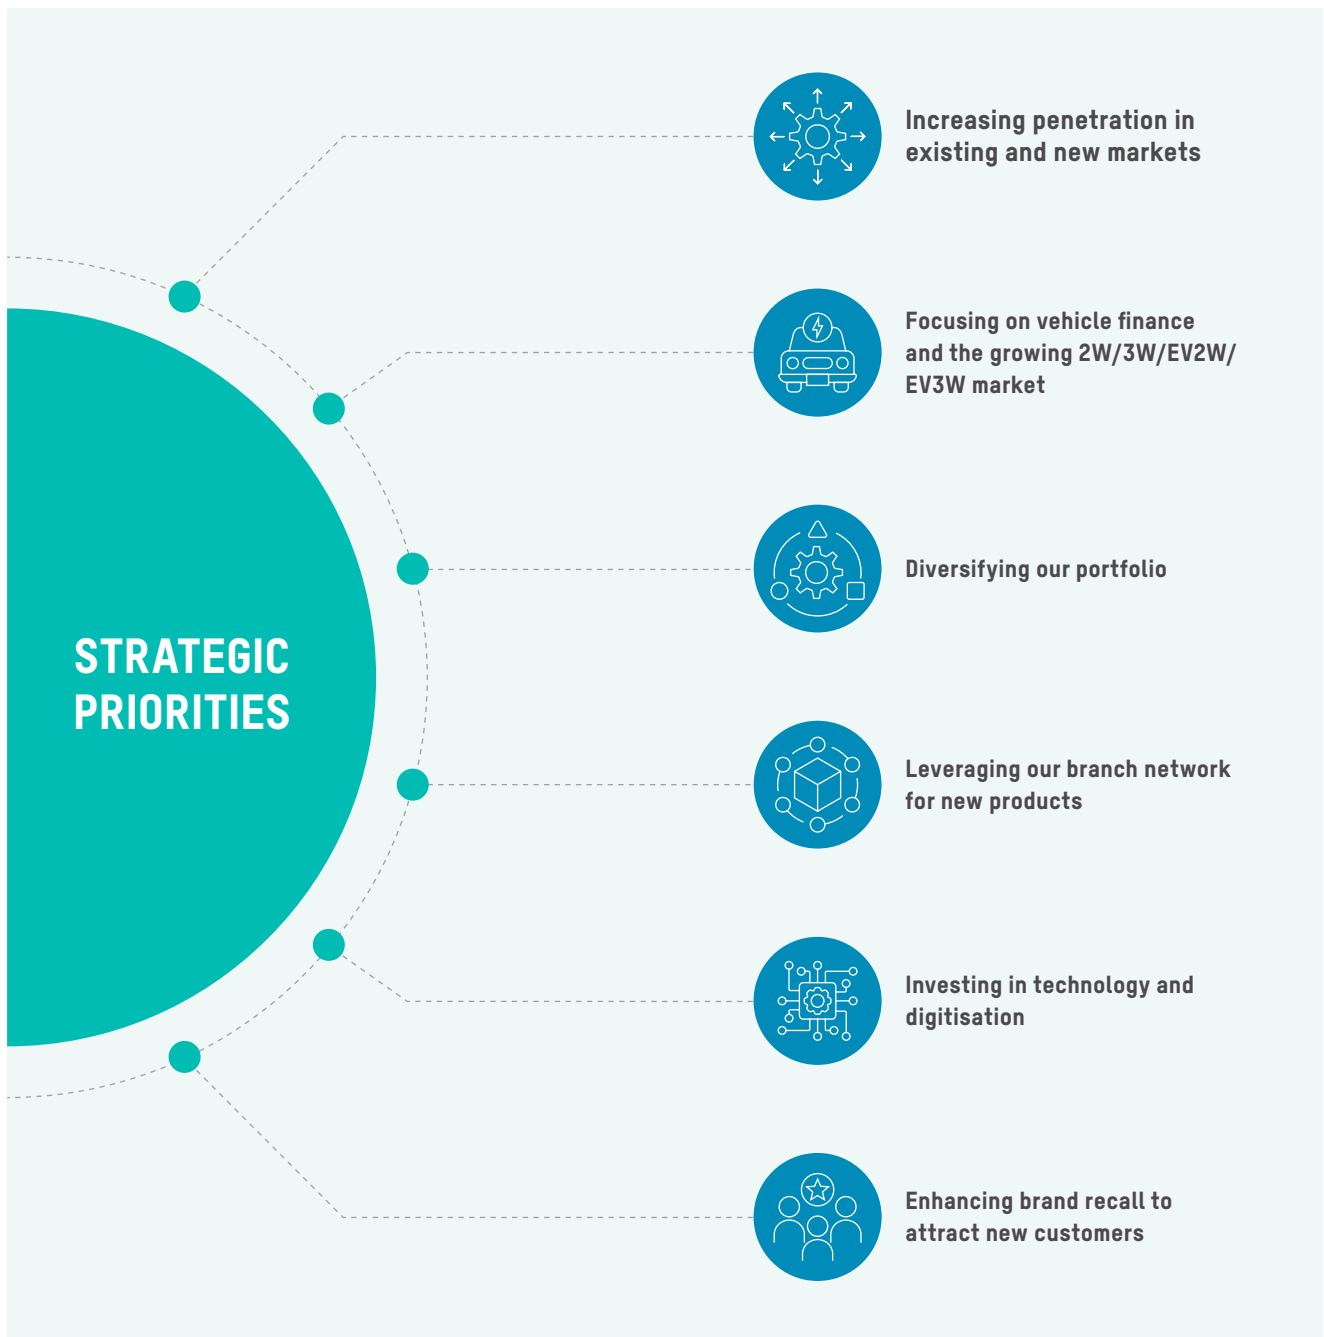 STRATEGIC
PRIORITIES
Increasing penetration in
existing and new markets
Focusing on vehicle finance
and the growing 2W/3W/EV2W/
EV3W market
Diversifying our portfolio
Leveraging our branch network
for new products
Investing in technology and
digitisation
Enhancing brand recall to
attract new customers